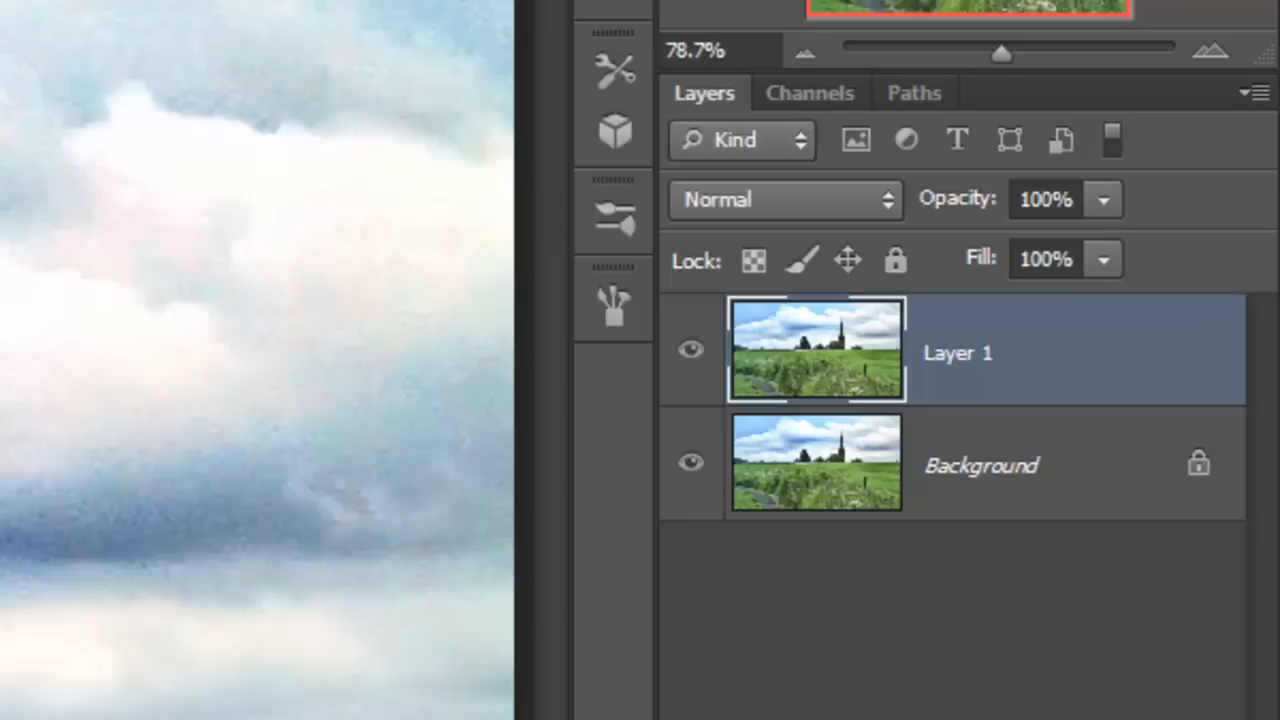 78.7%
Layers Channels Paths
Kind T
Normal Opacity: 100%
Lock: Fill: 100%
Layer 1
Background